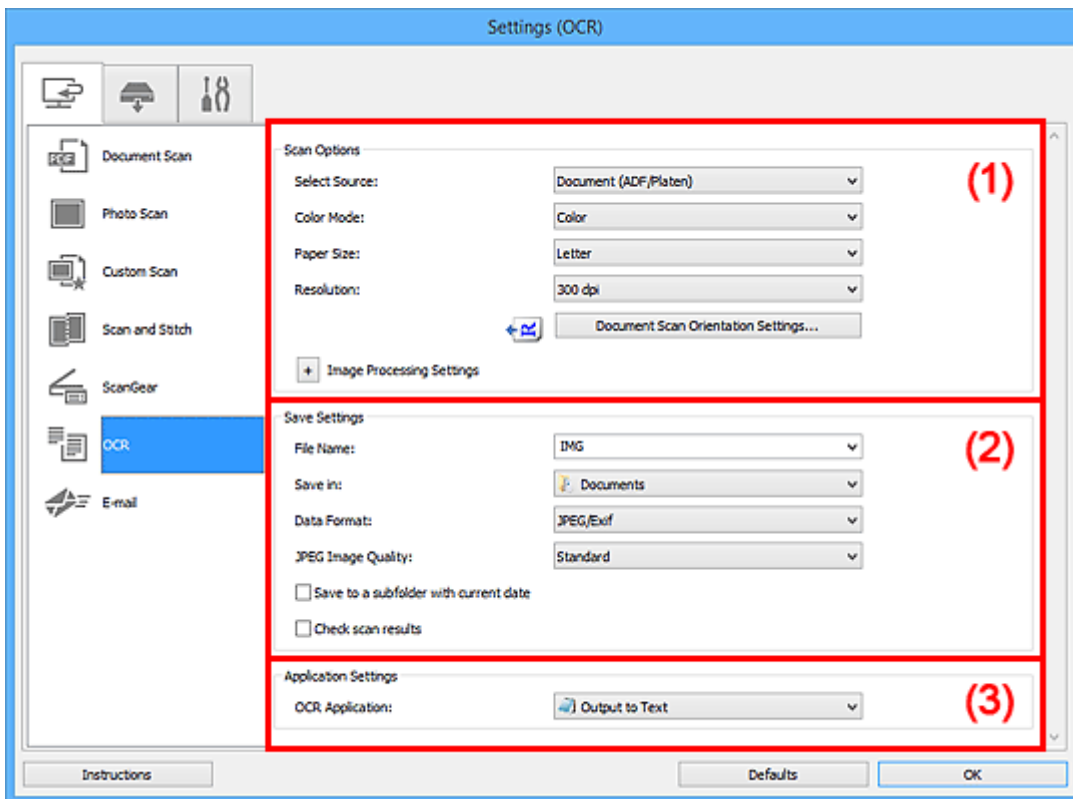 Settings (OCR)
Document Scan
Photo Scan
Custom Scan
Scan and Stitch
ScanGear
OCR
E-mail
Scan Options
(1)
Select Source: Document (ADF/Platen)
Color Mode: Color
Paper Size: Letter
Resolution: 300 dpi
Document Scan Orientation Settings...
+ Image Processing Settings
Save Settings
(2)
File Name: IMG
Save in: Documents
Data Format: JPEG/Exif
JPEG Image Quality: Standard
Save to a subfolder with current date
Check scan results
Application Settings
(3)
OCR Application: Output to Text
Instructions Defaults OK